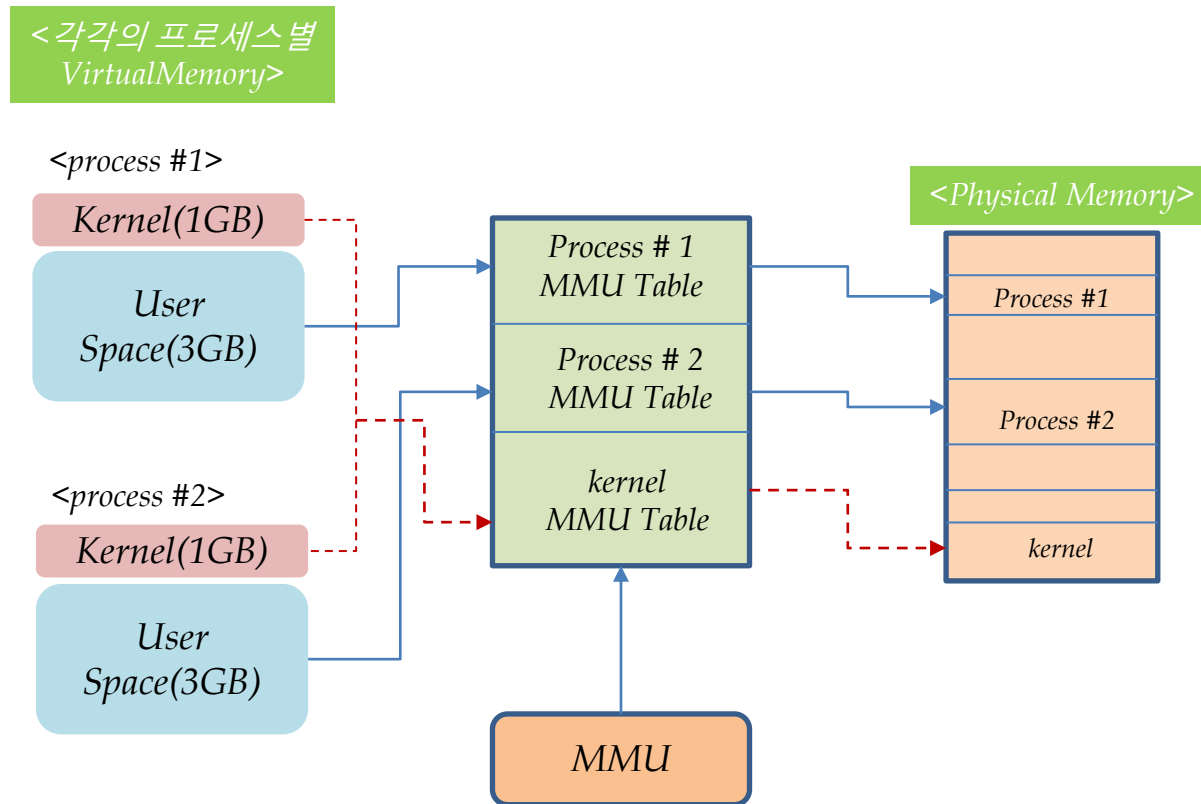 <각각의 프로세스별
VirtualMemory>
<process #1>
Kernel(1GB)
User
Space(3GB)
<process #2>
Kernel(1GB)
User
Space(3GB)
Process # 1
MMU Table
Process # 2
MMU Table
kernel
MMU Table
MMU
<Physical Memory>
Process #1
Process #2
kernel